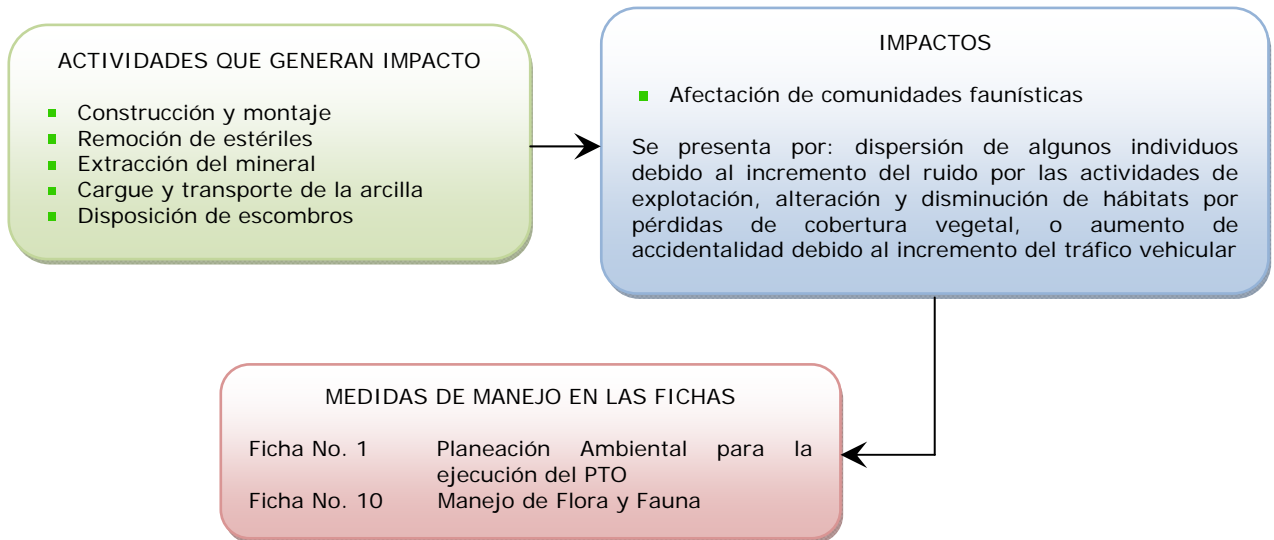 ACTIVIDADES QUE GENERAN IMPACTO
Construcción y montaje
Remoción de estériles
Extracción del mineral
Cargue y transporte de la arcilla
Disposición de escombros
IMPACTOS
Afectación de comunidades faunísticas
Se presenta por: dispersión de algunos individuos
debido al incremento del ruido por las actividades de
explotación, alteración y disminución de hábitats por
pérdidas de cobertura vegetal, o aumento de
accidentalidad debido al incremento del tráfico vehicular
MEDIDAS DE MANEJO EN LAS FICHAS
Ficha No. 1 Planeación Ambiental para la
ejecución del PTO
Ficha No. 10 Manejo de Flora y Fauna